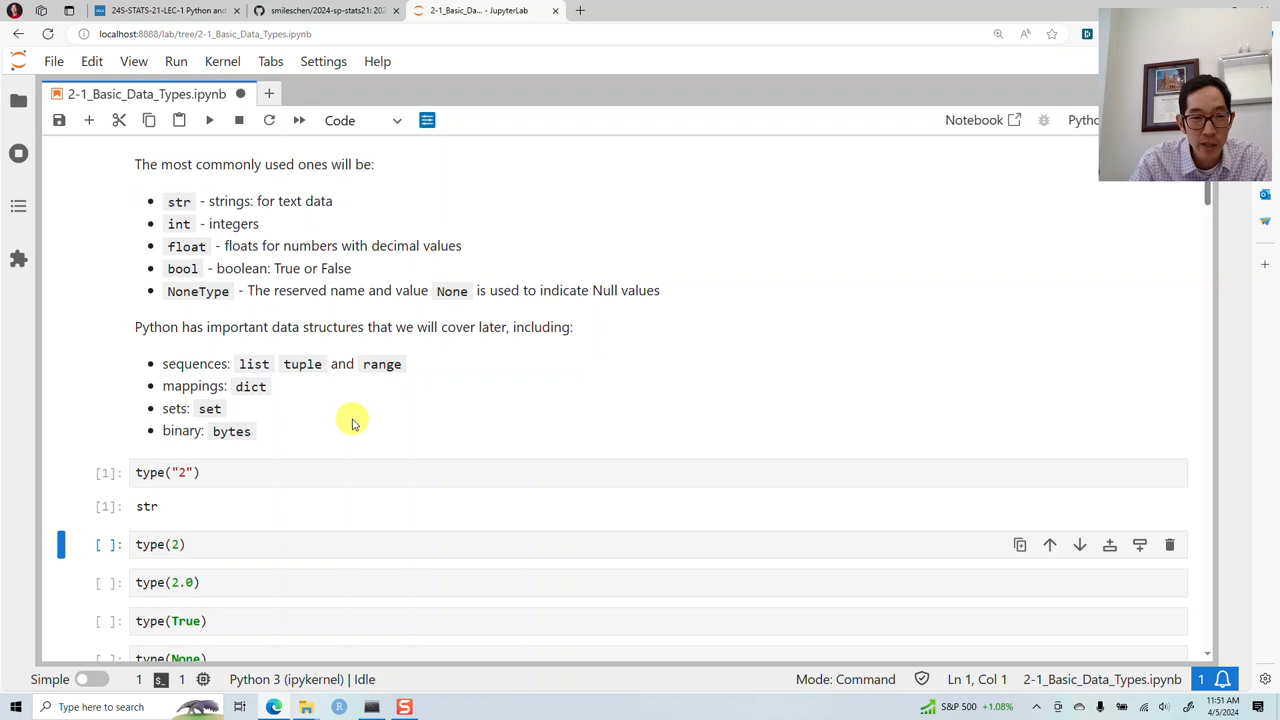 24S-STATS-21-LEC-1 Python and
smileschen/2024-sp-stats21: 202
2-1_Basic_Da... - JupyterLab
localhost:8888/lab/tree/2-1_Basic_Data_Types.ipynb
File Edit View Run Kernel Tabs Settings Help
2-1_Basic_Data_Types.ipynb
Code
Notebook
Pytho
The most commonly used ones will be:
str - strings: for text data
int - integers
float - floats for numbers with decimal values
bool - boolean: True or False
NoneType - The reserved name and value None is used to indicate Null values
Python has important data structures that we will cover later, including:
sequences: list tuple and range
mappings: dict
sets: set
binary: bytes
[1]: type("2")
[1]: str
[ ]: type(2)
[ ]: type(2.0)
[ ]: type(True)
[ ]: type(None)
Simple 1 1 Python 3 (ipykernel) | Idle Mode: Command Ln 1, Col 1 2-1_Basic_Data_Types.ipynb 1
Type here to search
S&P 500 +1.08%
11:51 AM
4/5/2024